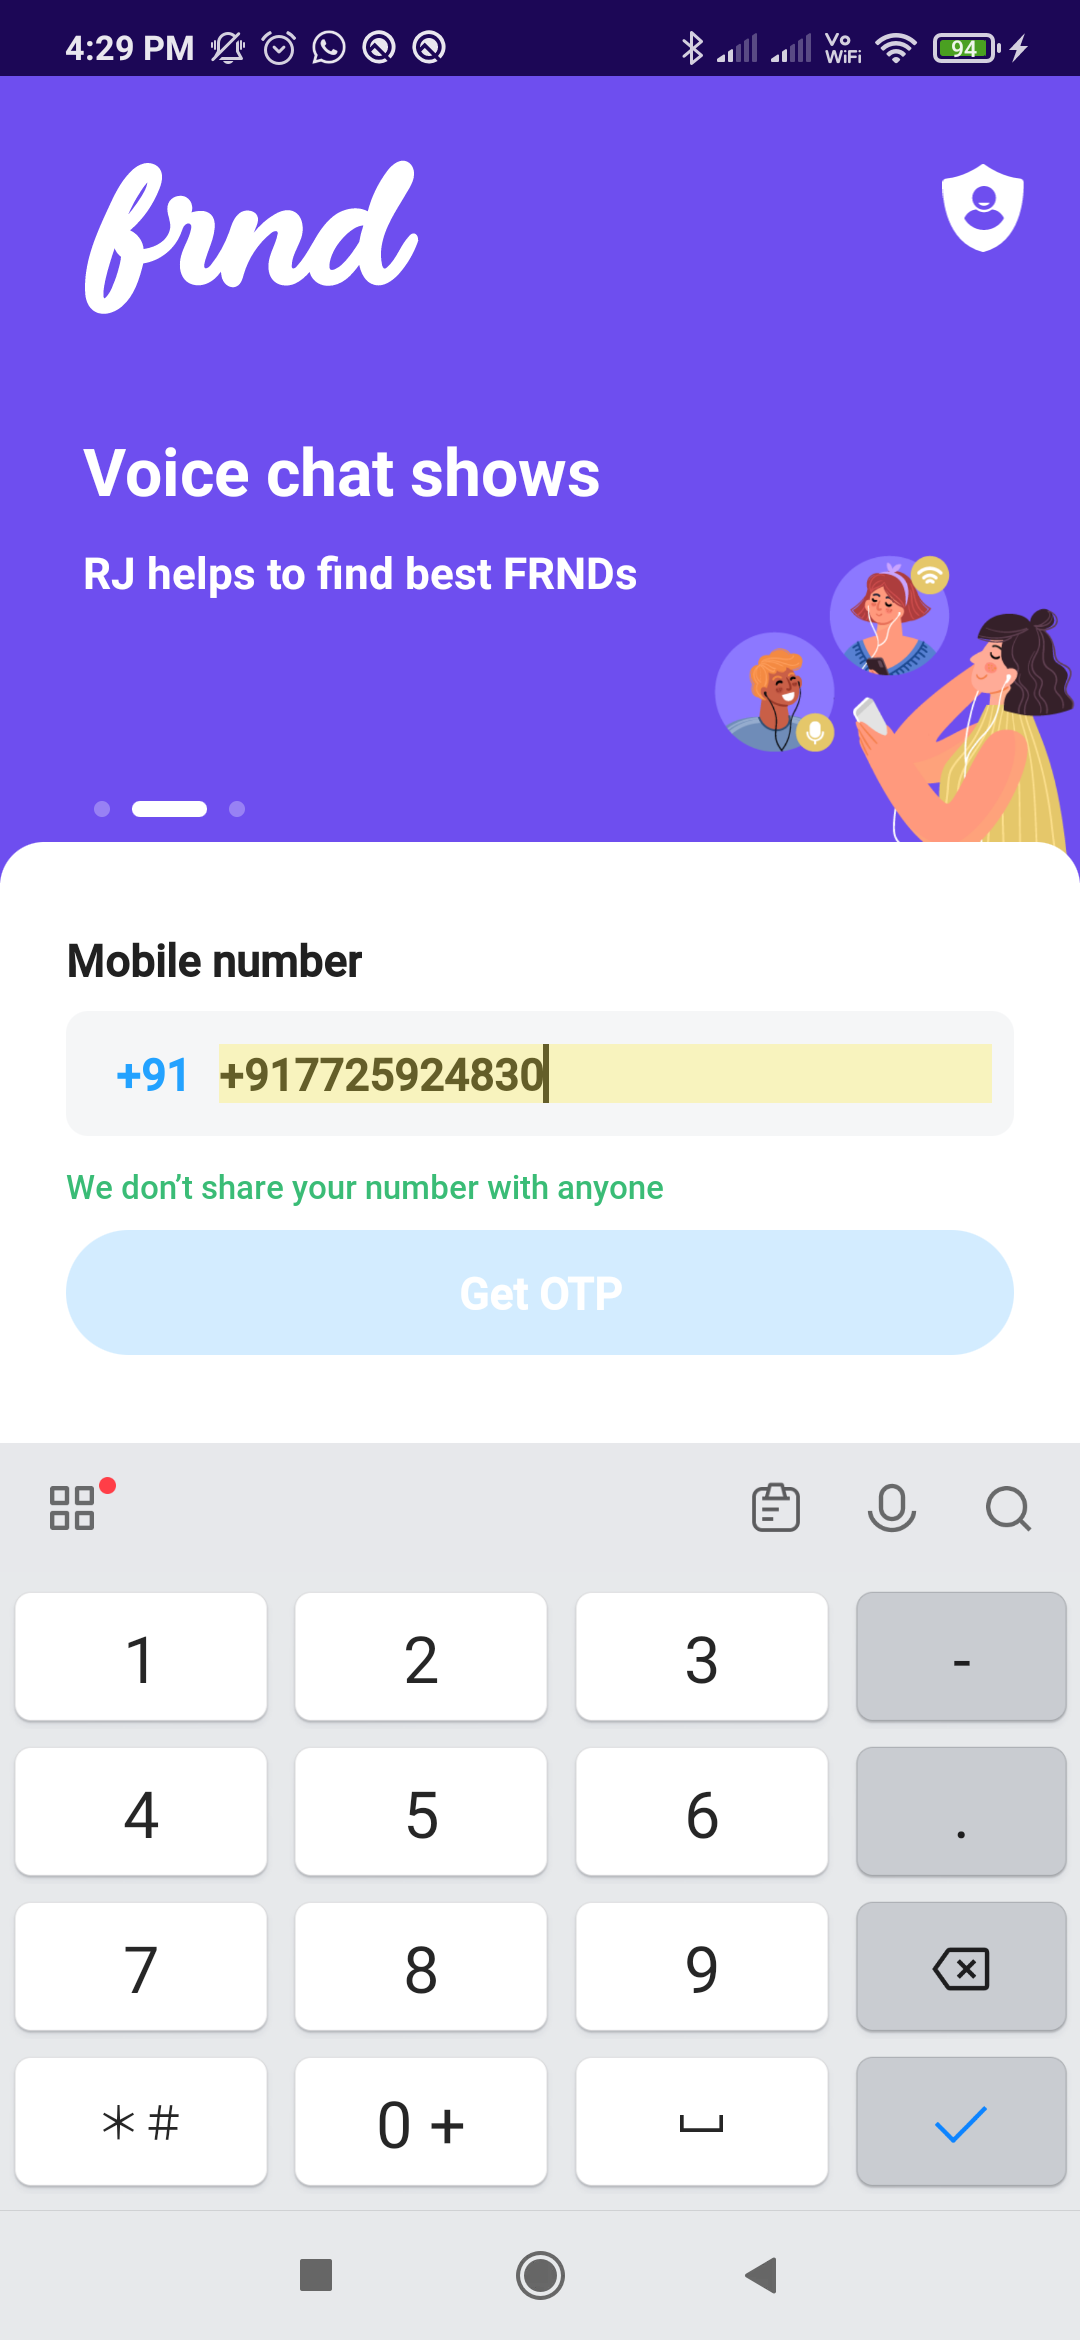 4:29 PM
Vo
WiFi
94
frnd
Voice chat shows
RJ helps to find best FRNDs
Mobile number
+91 +917725924830
We don’t share your number with anyone
Get OTP
1 2 3 -
4 5 6 .
7 8 9
*# 0 +